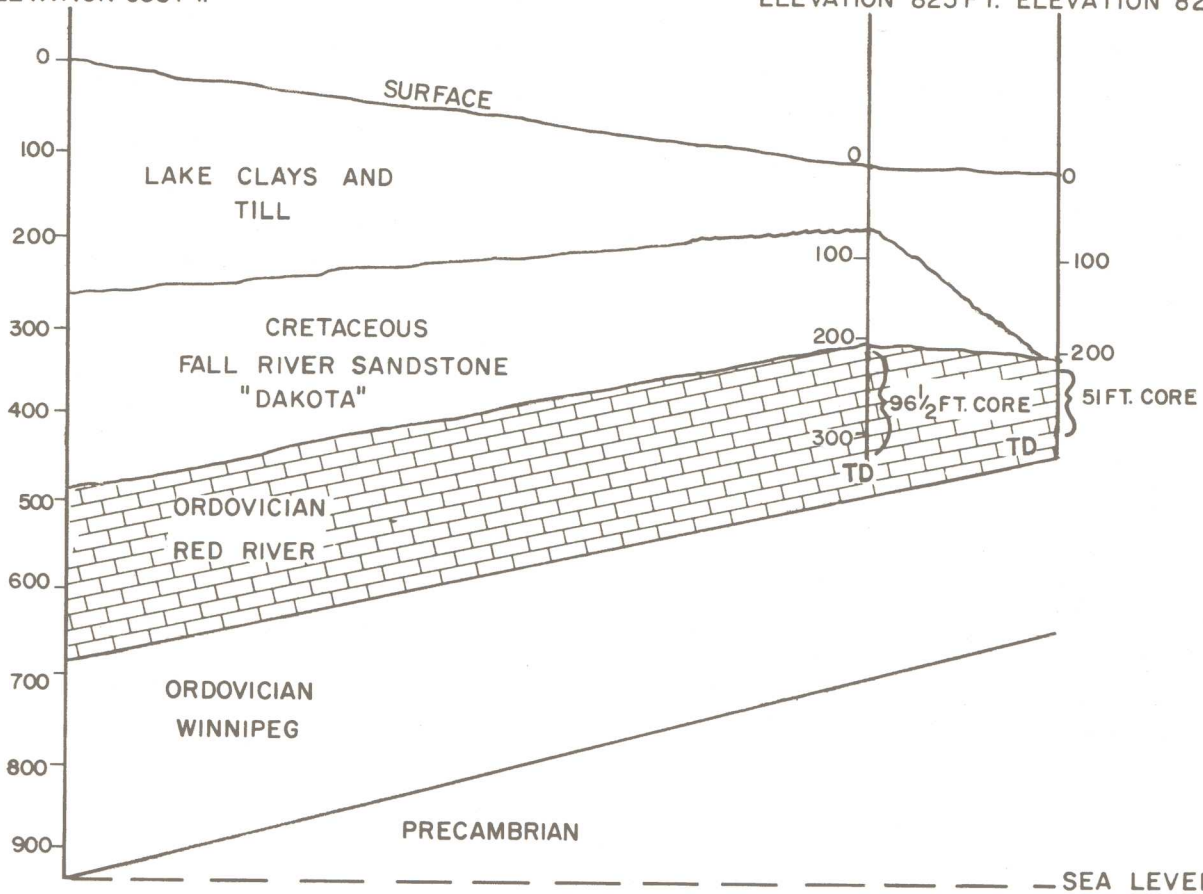 ELEVATION 825 FT. ELEVATION 82
0
SURFACE
0
0
100
LAKE CLAYS AND
TILL
200
100
100
300
CRETACEOUS
FALL RIVER SANDSTONE
"DAKOTA"
200
200
400
96½ FT. CORE
51 FT. CORE
300
TD
TD
500
ORDOVICIAN
RED RIVER
600
700
ORDOVICIAN
WINNIPEG
800
PRECAMBRIAN
900
SEA LEVE